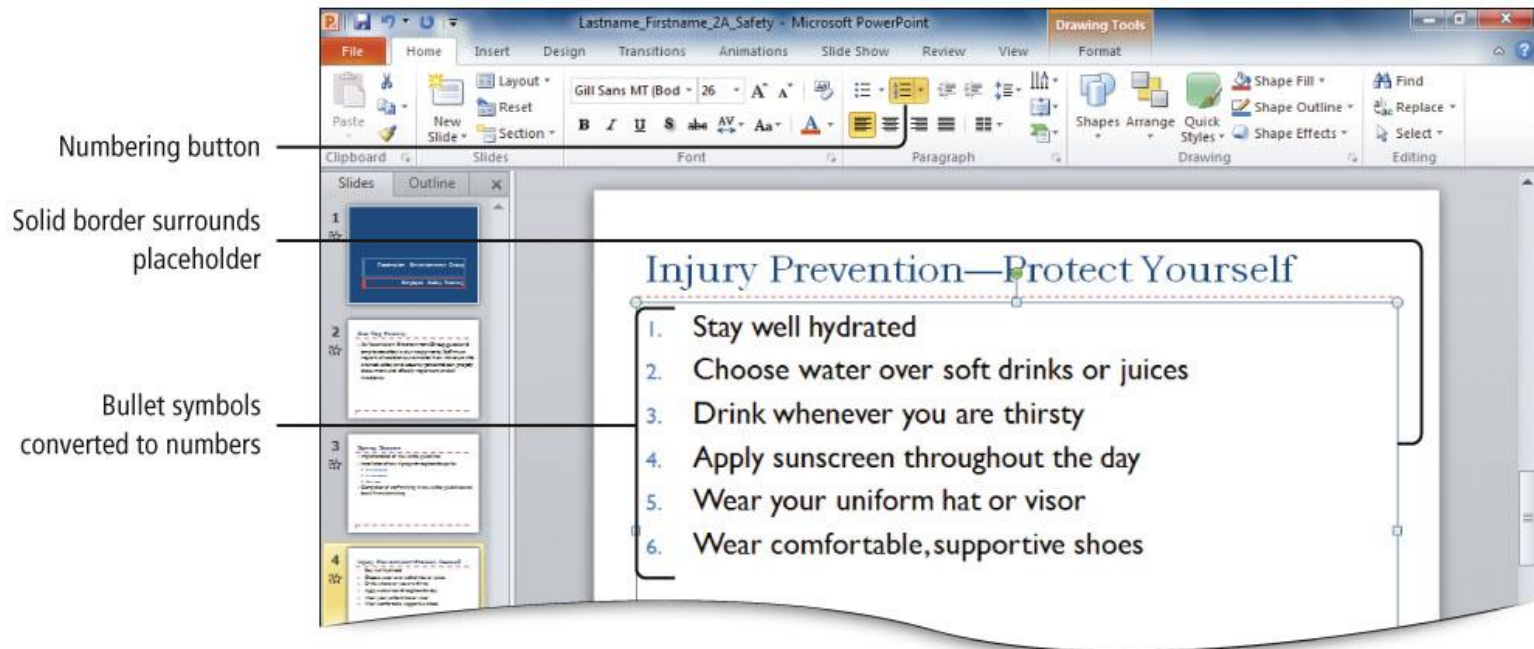 Lastname_Firstname_2A_Safety - Microsoft PowerPoint
Drawing Tools
File Home Insert Design Transitions Animations Slide Show Review View Format
Paste
New Slide
Layout
Reset
Section
Gill Sans MT (Bod 26
Shapes Arrange Quick Styles
Shape Fill
Shape Outline
Shape Effects
Find
Replace
Select
Clipboard Slides Font Paragraph Drawing Editing
Numbering button
Solid border surrounds
placeholder
Bullet symbols
converted to numbers
Slides Outline
1
2
3
4
Injury Prevention—Protect Yourself
1. Stay well hydrated
2. Choose water over soft drinks or juices
3. Drink whenever you are thirsty
4. Apply sunscreen throughout the day
5. Wear your uniform hat or visor
6. Wear comfortable, supportive shoes